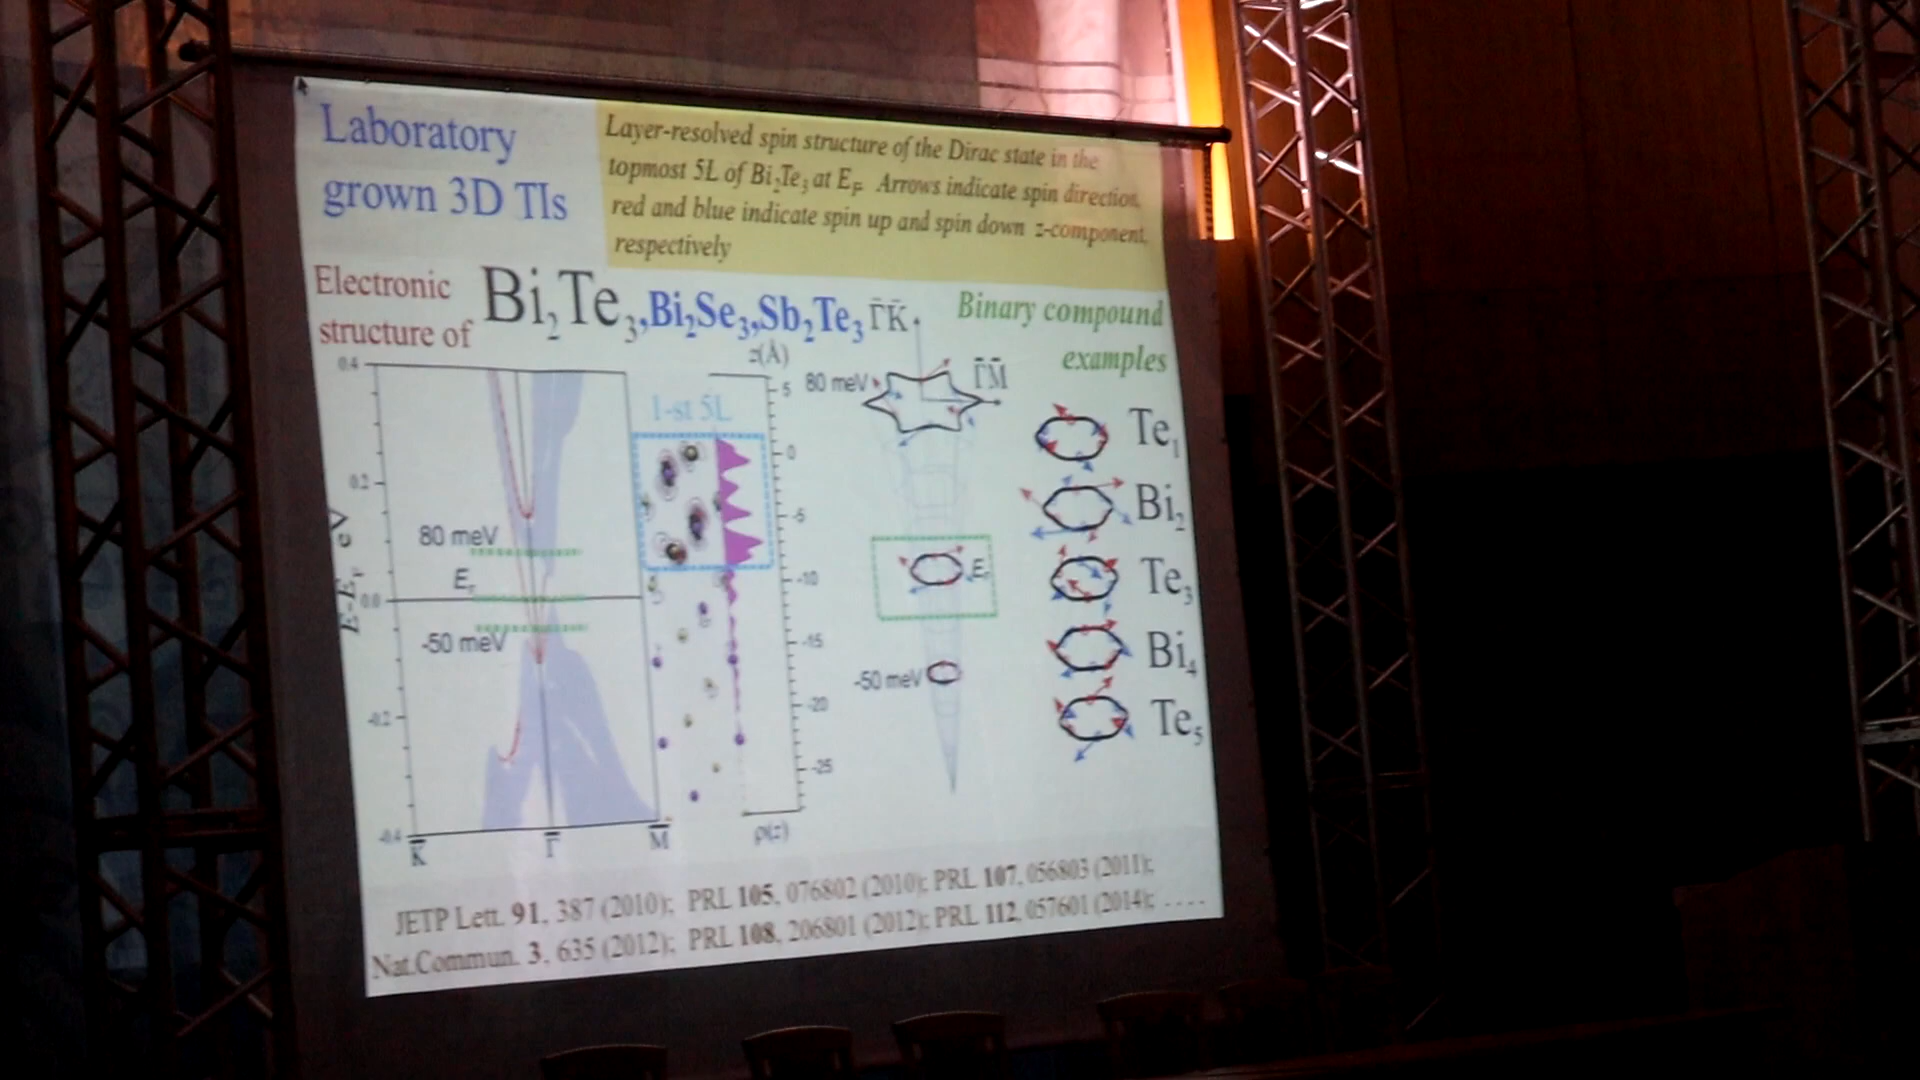 Laboratory
grown 3D TIs
Layer-resolved spin structure of the Dirac state in the
topmost 5L of Bi₂Te₃ at E_F. Arrows indicate spin direction,
red and blue indicate spin up and spin down z-component,
respectively
Electronic
structure of
Bi₂Te₃,Bi₂Se₃,Sb₂Te₃
Binary compound
examples
0.4
0.2
0.0
-0.2
-0.4
E-E_F eV
80 meV
E_F
-50 meV
K̄
Γ̄
M̄
1-st 5L
z(Å)
5
0
-5
-10
-15
-20
-25
ρ(z)
Γ̄K̄
Γ̄M̄
80 meV
E_F
-50 meV
Te₁
Bi₂
Te₃
Bi₄
Te₅
JETP Lett. 91, 387 (2010); PRL 105, 076802 (2010); PRL 107, 056803 (2011);
Nat.Commun. 3, 635 (2012); PRL 108, 206801 (2012); PRL 112, 057601 (2014); ....